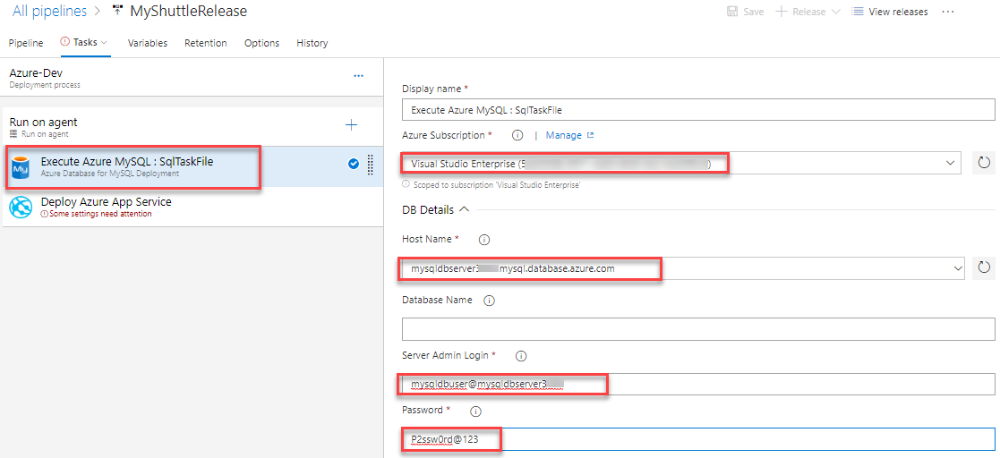 All pipelines > MyShuttleRelease
Save + Release View releases ...
Pipeline Tasks Variables Retention Options History
Azure-Dev
Deployment process
Run on agent
Run on agent
Execute Azure MySQL : SqlTaskFile
Azure Database for MySQL Deployment
Deploy Azure App Service
Some settings need attention
Display name *
Execute Azure MySQL : SqlTaskFile
Azure Subscription * | Manage
Visual Studio Enterprise (5 )
Scoped to subscription 'Visual Studio Enterprise'
DB Details
Host Name *
mysqldbserver3 mysql.database.azure.com
Database Name
Server Admin Login *
mysqldbuser@mysqldbserver3
Password *
P2ssw0rd@123